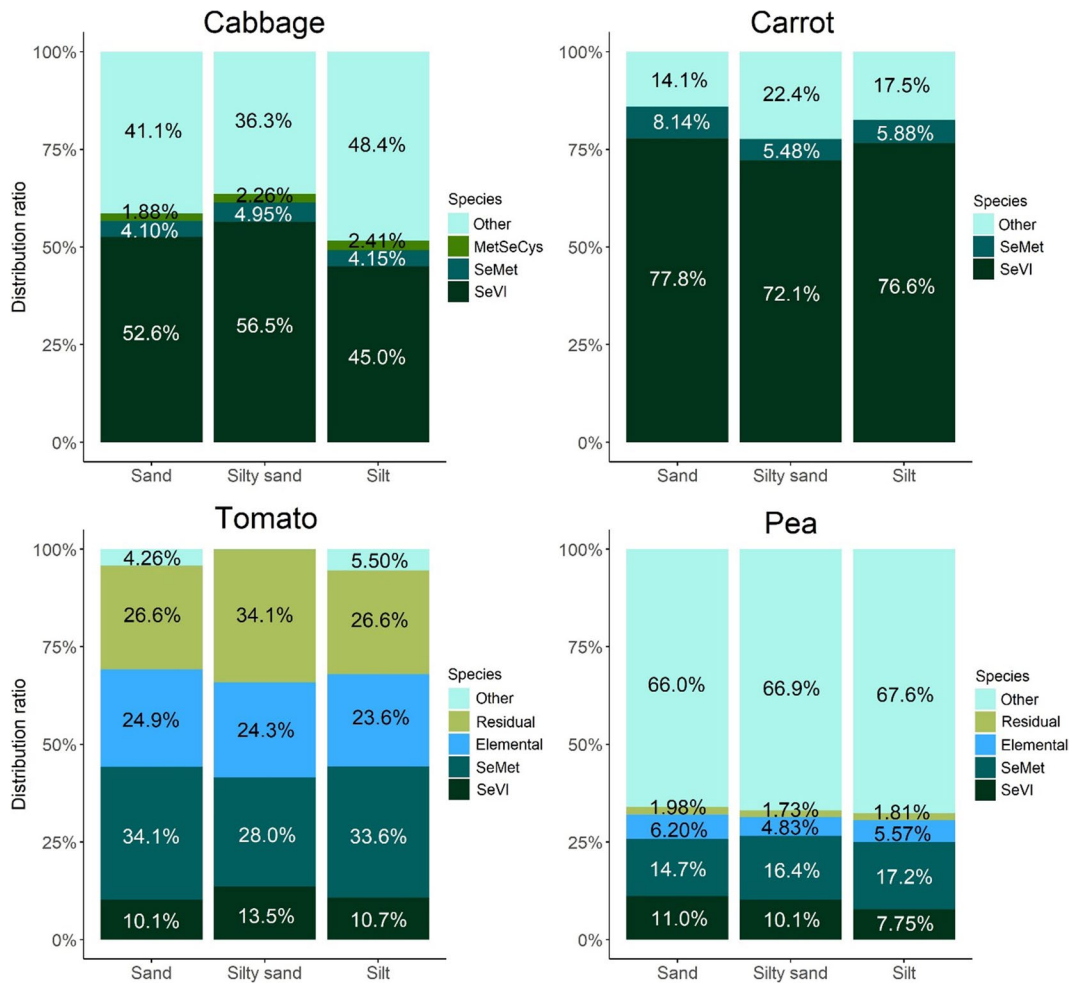 Cabbage
100%
75%
50%
25%
0%
Distribution ratio
41.1%
36.3%
48.4%
1.88%
2.26%
2.41%
4.10%
4.95%
4.15%
52.6%
56.5%
45.0%
Sand
Silty sand
Silt
Species
Other
MetSeCys
SeMet
SeVI
Carrot
100%
75%
50%
25%
0%
14.1%
22.4%
17.5%
8.14%
5.48%
5.88%
77.8%
72.1%
76.6%
Sand
Silty sand
Silt
Species
Other
SeMet
SeVI
Tomato
100%
75%
50%
25%
0%
Distribution ratio
4.26%
5.50%
26.6%
34.1%
26.6%
24.9%
24.3%
23.6%
34.1%
28.0%
33.6%
10.1%
13.5%
10.7%
Sand
Silty sand
Silt
Species
Other
Residual
Elemental
SeMet
SeVI
Pea
100%
75%
50%
25%
0%
66.0%
66.9%
67.6%
1.98%
1.73%
1.81%
6.20%
4.83%
5.57%
14.7%
16.4%
17.2%
11.0%
10.1%
7.75%
Sand
Silty sand
Silt
Species
Other
Residual
Elemental
SeMet
SeVI